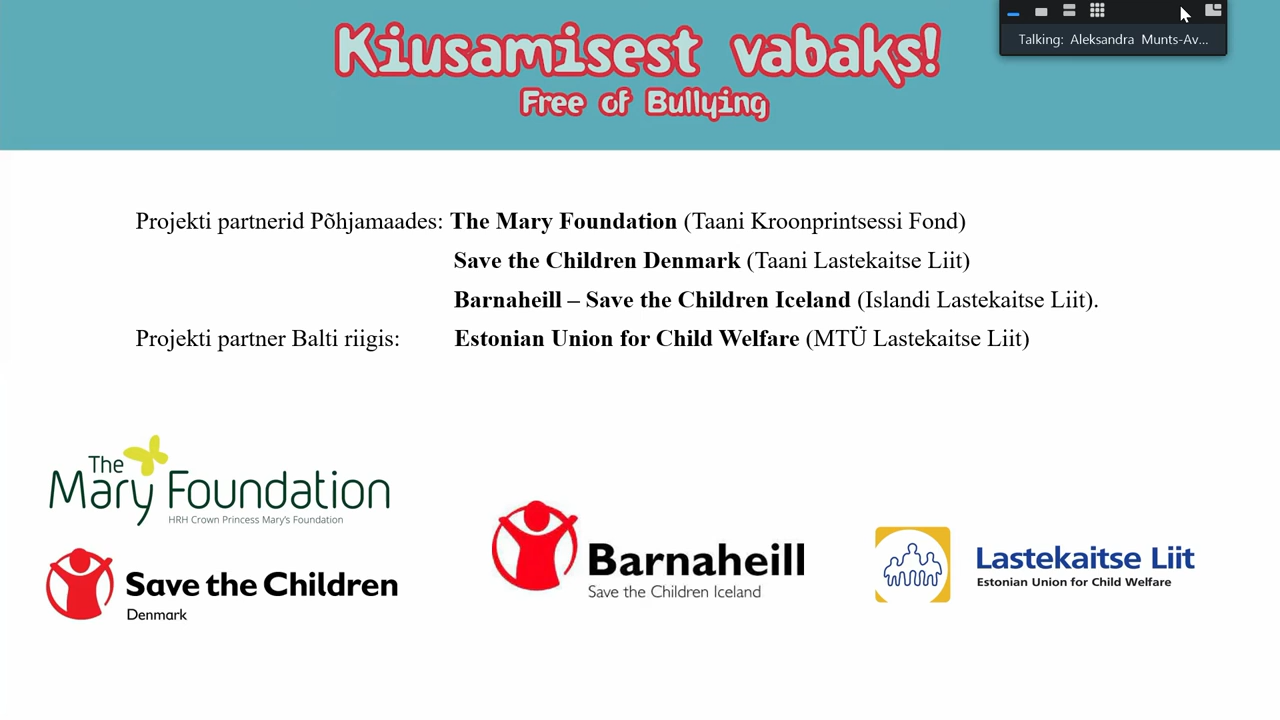 Kiusamisest vabaks!
Free of Bullying
Talking: Aleksandra Munts-Av...
Projekti partnerid Põhjamaades: The Mary Foundation (Taani Kroonprintsessi Fond)
Save the Children Denmark (Taani Lastekaitse Liit)
Barnaheill – Save the Children Iceland (Islandi Lastekaitse Liit).
Projekti partner Balti riigis: Estonian Union for Child Welfare (MTÜ Lastekaitse Liit)
The
Mary Foundation
HRH Crown Princess Mary's Foundation
Save the Children
Denmark
Barnaheill
Save the Children Iceland
Lastekaitse Liit
Estonian Union for Child Welfare